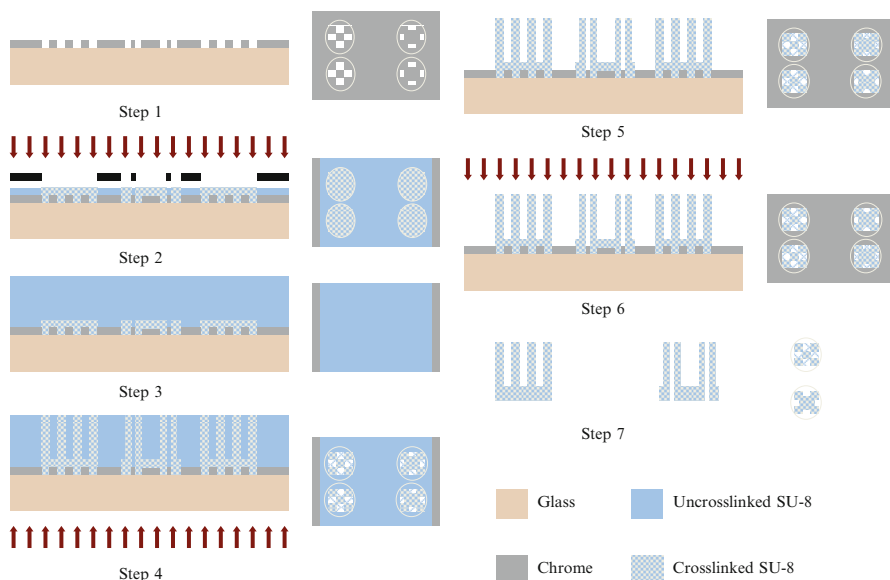 Step 1
Step 2
Step 3
Step 4
Step 5
Step 6
Step 7
Glass
Uncrosslinked SU-8
Chrome
Crosslinked SU-8